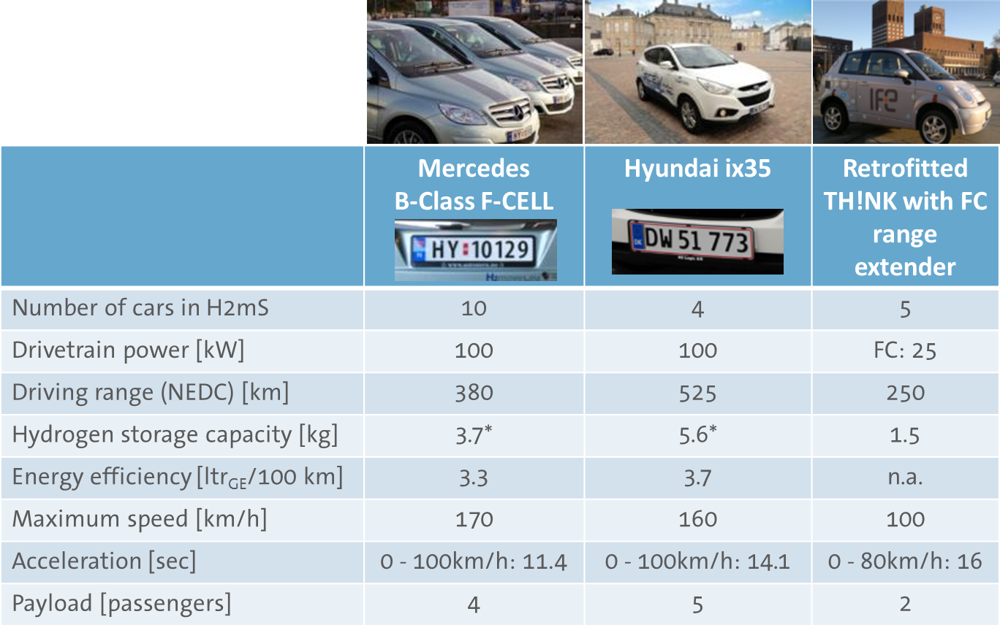 IFe
Mercedes
B-Class F-CELL
HY 10129
Hyundai ix35
DK
DW 51 773
Retrofitted
TH!NK with FC
range
extender
Number of cars in H2mS
10
4
5
Drivetrain power [kW]
100
100
FC: 25
Driving range (NEDC) [km]
380
525
250
Hydrogen storage capacity [kg]
3.7*
5.6*
1.5
Energy efficiency [ltrGE/100 km]
3.3
3.7
n.a.
Maximum speed [km/h]
170
160
100
Acceleration [sec]
0 - 100km/h: 11.4
0 - 100km/h: 14.1
0 - 80km/h: 16
Payload [passengers]
4
5
2